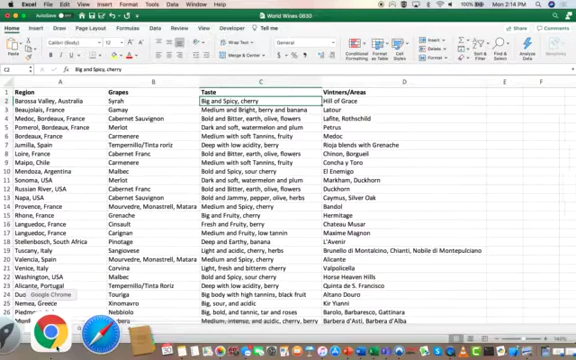 Excel File Edit View Insert Format Tools Data Window Help 100% Mon 2:14 PM
AutoSave World Wines 0830
Home Insert Draw Page Layout Formulas Data Review View Developer Tell me Share Comments
Calibri (Body) 12 Wrap Text General Insert
Paste Merge & Center Conditional Formatting Format as Table Cell Styles Delete Format Sort & Filter Find & Select Analyze Data Sensitivity
C2 fx Big and Spicy, cherry
A B C D E F
1 Region Grapes Taste Vintners/Areas
2 Barossa Valley, Australia Syrah Big and Spicy, cherry Hill of Grace
3 Beaujolais, France Gamay Medium and Bright, berry and banana Latour
4 Medoc, Bordeaux, France Cabernet Sauvignon Bold and Bitter, earth, olive, flowers Lafite, Rothschild
5 Pomerol, Bordeaux, France Merlot Dark and soft, watermelon and plum Petrus
6 Bordeaux, France Carmenere Medium with soft Tannins, fruity Medoc
7 Jumilla, Spain Tempernillo/Tinta roriz Deep with low acidity, berry Rioja blends with Grenache
8 Loire, France Cabernet Franc Bold and Bitter, earth, olives, flowers Chinon, Borgueil
9 Maipo, Chile Carmenere Medium with soft Tannins, fruity Concha y Toro
10 Mendoza, Argentina Malbec Bold and Spicy, sour cherry El Enemigo
11 Sonoma, USA Merlot Dark and soft, watermelon and plum Markham, Duckhorn
12 Russian River, USA Cabernet Franc Bold and Bitter, earth, olives, flowers Duckhorn
13 Napa, USA Cabernet Sauvignon Bold and Jammy, pepper, olive, herbs Caymus, Silver Oak
14 Provence, France Mourvedre, Monastrell, Matara Medium and Spicy, cherry Bandol
15 Rhone, France Grenache Big and Fruity, cherry Hermitage
16 Languedoc, France Cinsault Fresh and Fruity, berry Chateau Musar
17 Languedoc, France Carignan Medium and Fruity, low tannin Maxime Magnon
18 Stellenbosch, South Africa Pinotage Deep and Earthy, banana L'Avenir
19 Tuscany, Italy Sangiovese Light and acidic, cherry, herbs Brunello di Montalcino, Chianti, Nobile di Montepulciano
20 Valencia, Spain Mourvedre, Monastrell, Matara Medium and Spicy, cherry Alicante
21 Venice, Italy Corvina Light, fresh and bitterm cherry Valpolicella
22 Washington, USA Malbec Bold and Spicy, sour cherry Horse Heaven Hills
23 Alicante, Portugal Tempernillo/Tinta Roriz Deep with low acidity, berry Quinta de S. Francisco
24 Duo Touriga Big body with high tannins, black fruit Altano Douro
Google Chrome
25 Nemea, Greece Xinomavro Big, sour, and acidic Kir Yianni
26 Piedmo Nebbiolo Big, bold, and tannic, tar and roses Barolo, Barbaresco, Gattinara
Medium, intense, and acidic, cherry Barbera d'Asti, Barbera d'Alba
140%